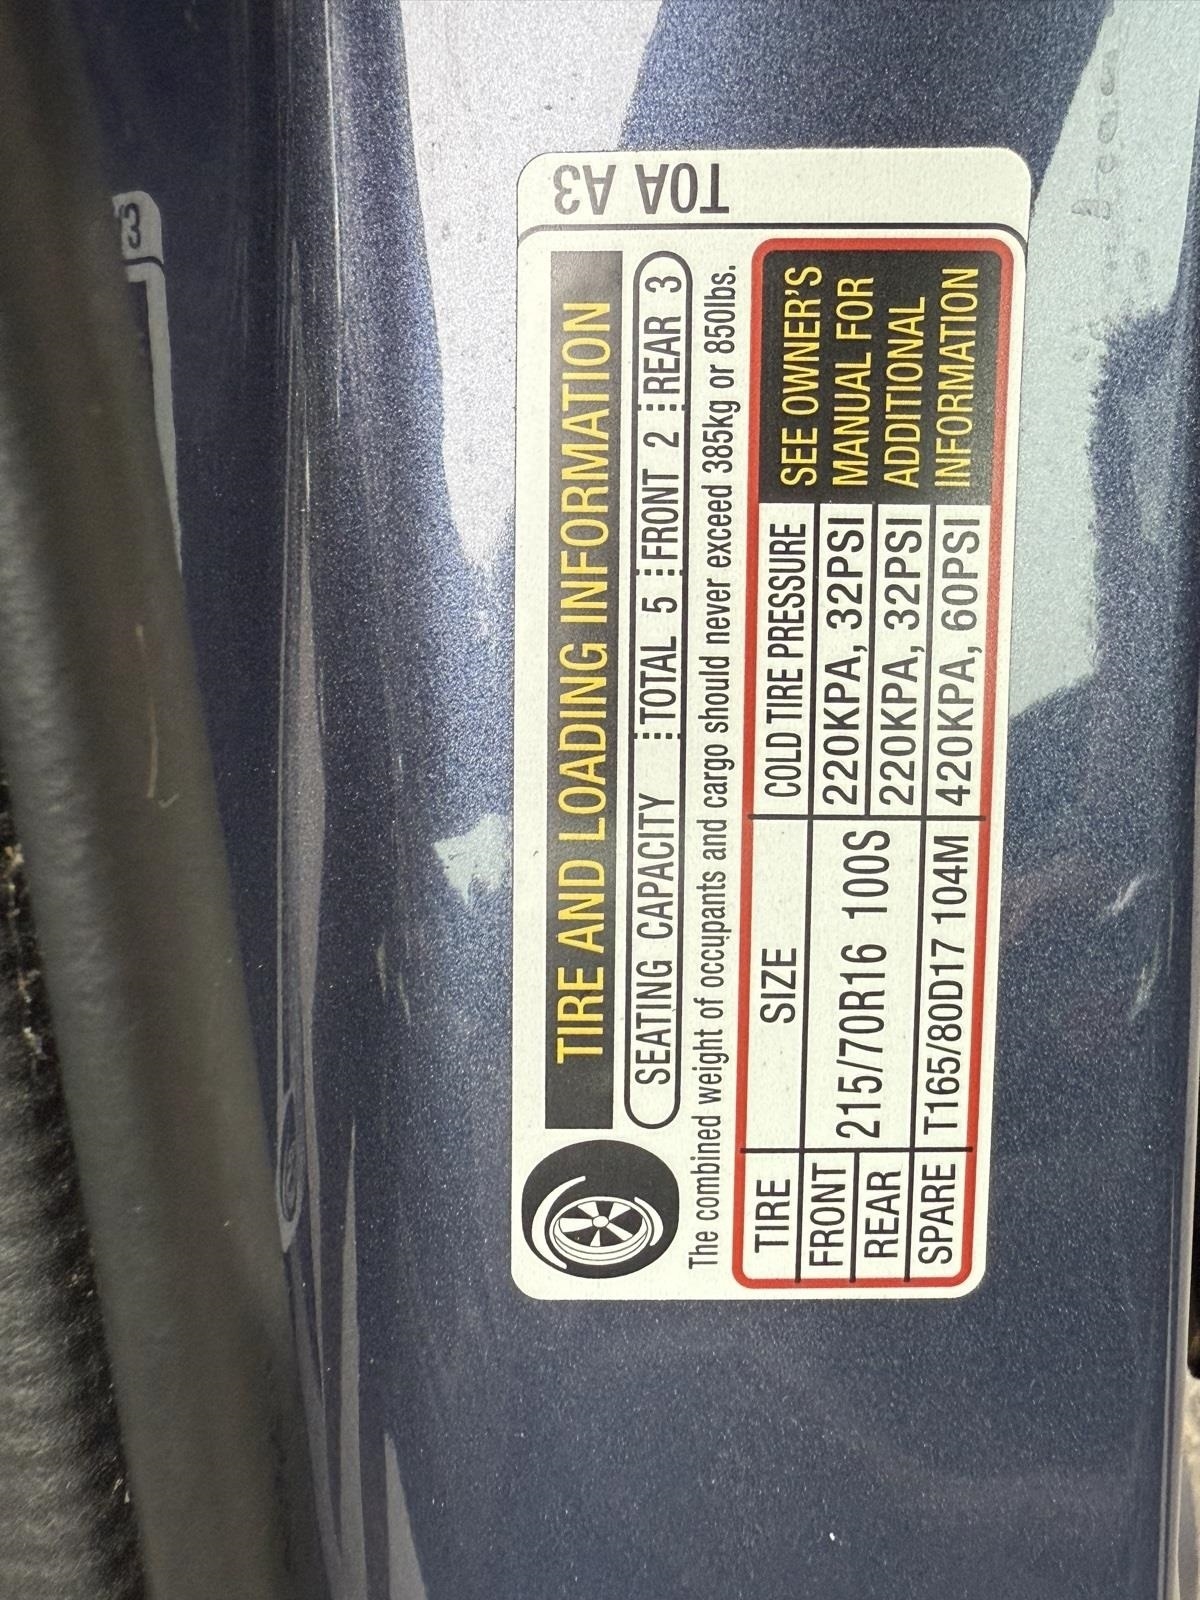 T0A A3
TIRE AND LOADING INFORMATION
SEATING CAPACITY TOTAL 5 FRONT 2 REAR 3
The combined weight of occupants and cargo should never exceed 385kg or 850lbs.
TIRE SIZE COLD TIRE PRESSURE
FRONT 215/70R16 100S 220KPA, 32PSI
REAR 220KPA, 32PSI
SPARE T165/80D17 104M 420KPA, 60PSI
SEE OWNER'S
MANUAL FOR
ADDITIONAL
INFORMATION
3